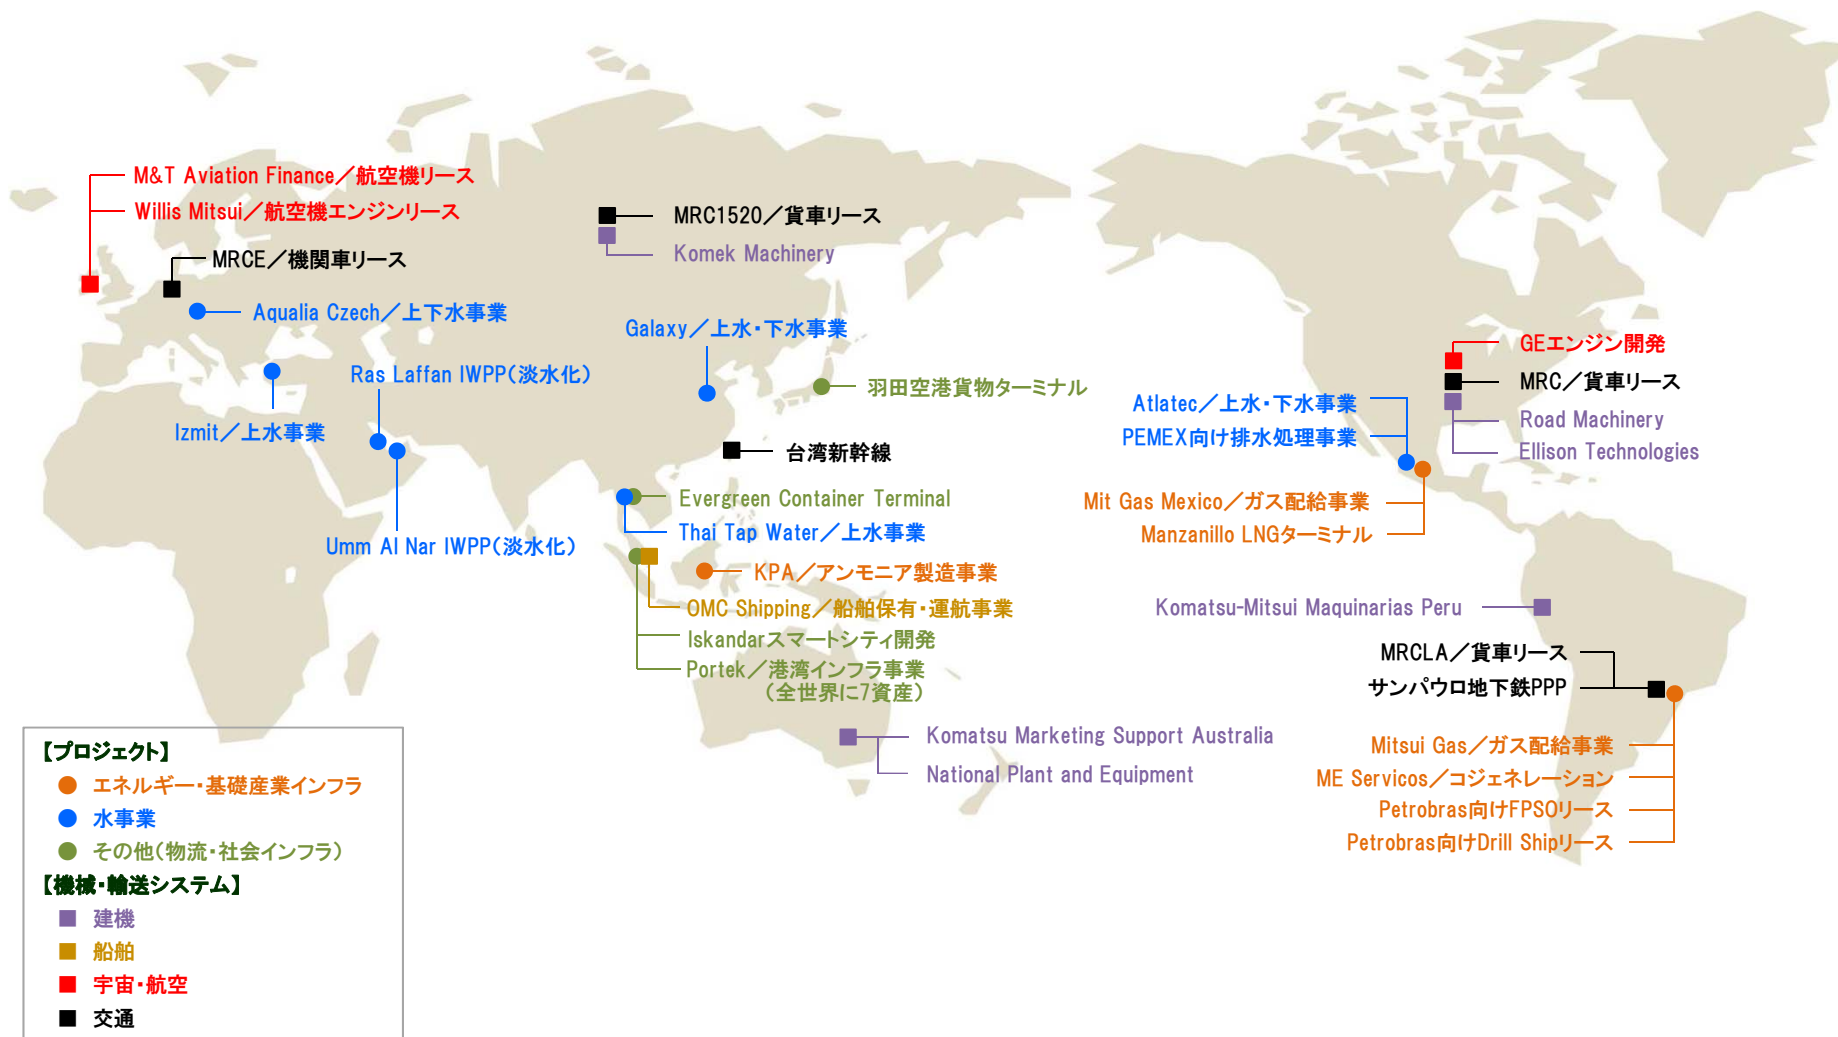 M&T Aviation Finance／航空機リース
Willis Mitsui／航空機エンジンリース
MRCE／機関車リース
Aqualia Czech／上下水事業
Ras Laffan IWPP（淡水化）
Izmit／上水事業
Umm Al Nar IWPP（淡水化）
MRC1520／貨車リース
Komek Machinery
Galaxy／上水・下水事業
羽田空港貨物ターミナル
台湾新幹線
Evergreen Container Terminal
Thai Tap Water／上水事業
KPA／アンモニア製造事業
OMC Shipping／船舶保有・運航事業
Iskandarスマートシティ開発
Portek／港湾インフラ事業
（全世界に7資産）
Komatsu Marketing Support Australia
National Plant and Equipment
GEエンジン開発
MRC／貨車リース
Road Machinery
Ellison Technologies
Atlatec／上水・下水事業
PEMEX向け排水処理事業
Mit Gas Mexico／ガス配給事業
Manzanillo LNGターミナル
Komatsu-Mitsui Maquinarias Peru
MRCLA／貨車リース
サンパウロ地下鉄PPP
Mitsui Gas／ガス配給事業
ME Servicos／コジェネレーション
Petrobras向けFPSOリース
Petrobras向けDrill Shipリース
【プロジェクト】
エネルギー・基礎産業インフラ
水事業
その他（物流・社会インフラ）
【機械・輸送システム】
建機
船舶
宇宙・航空
交通